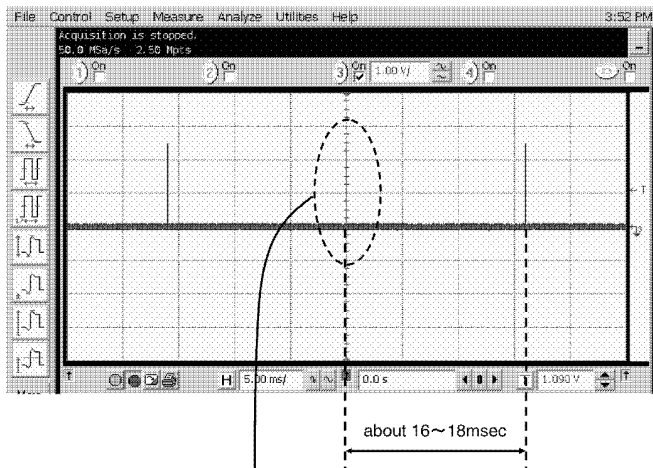 File Control Setup Measure Analyze Utilities Help 3:52 PM
Acquisition is stopped.
50.0 MSa/s 2.50 Mpts
1) On 2) On 3) On 1.00 V/ 4) On On
T
H 5.00 ms/ 0.0 s 0 T 1.090 V
More
about 16~18msec